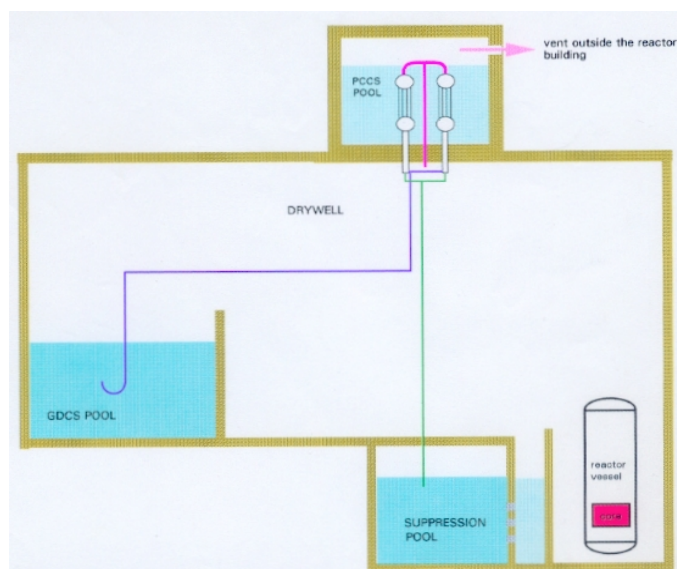 vent outside the reactor
building
PCCS
POOL
DRYWELL
GDCS POOL
reactor
vessel
core
SUPPRESSION
POOL